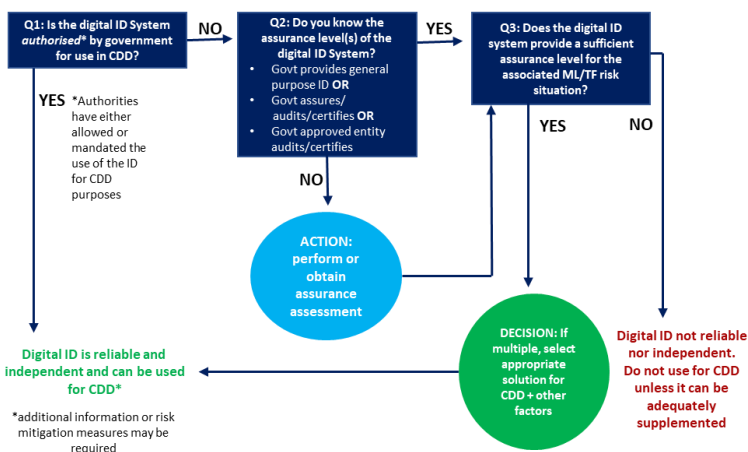 Q1: Is the digital ID System
authorised* by government
for use in CDD?
NO
Q2: Do you know the
assurance level(s) of the
digital ID System?
• Govt provides general
purpose ID OR
• Govt assures/
audits/certifies OR
• Govt approved entity
audits/certifies
YES
Q3: Does the digital ID
system provide a sufficient
assurance level for the
associated ML/TF risk
situation?
YES
*Authorities
have either
allowed or
mandated the
use of the ID
for CDD
purposes
NO
YES
NO
ACTION:
perform or
obtain
assurance
assessment
DECISION: If
multiple, select
appropriate
solution for
CDD + other
factors
Digital ID not reliable
nor independent.
Do not use for CDD
unless it can be
adequately
supplemented
Digital ID is reliable and
independent and can be used
for CDD*
*additional information or risk
mitigation measures may be
required